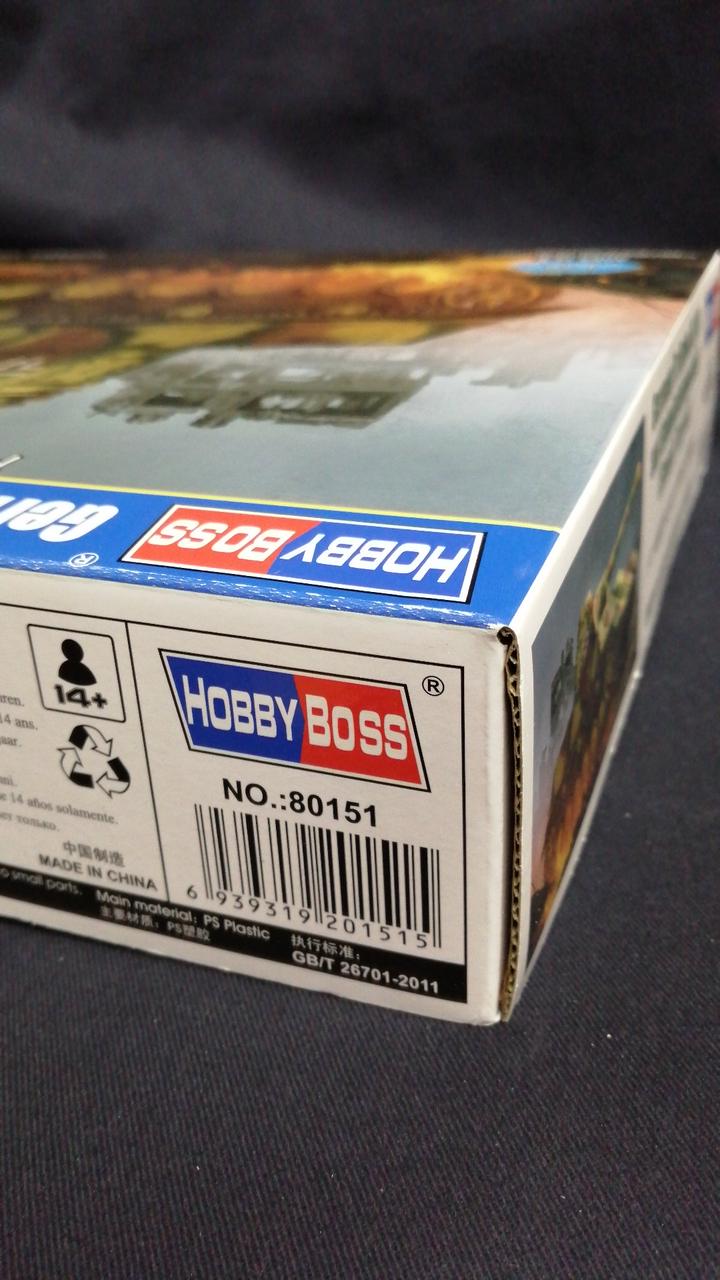 Ger
®
HOBBY BOSS
14+
ren.
14 ans.
aar.
ni.
e 14 años solamente.
ey только.
中国制造
MADE IN CHINA
HOBBY BOSS ®
NO.:80151
6 939319 201515
o small parts.
Main material: PS Plastic
主要材质: PS塑胶
执行标准:
GB/T 26701-2011